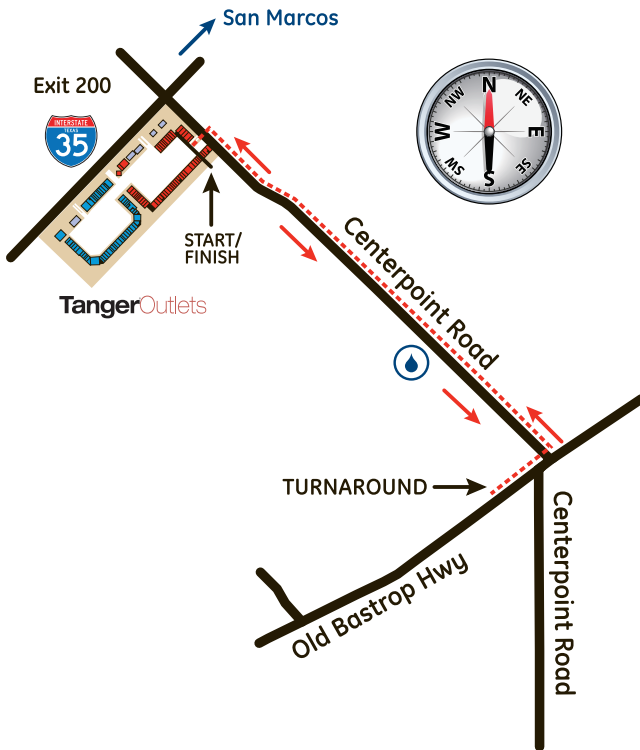 San Marcos
Exit 200
INTERSTATE
TEXAS
35
N
NE
E
SE
S
SW
W
NW
START/
FINISH
TangerOutlets
Centerpoint Road
TURNAROUND
Old Bastrop Hwy
Centerpoint Road